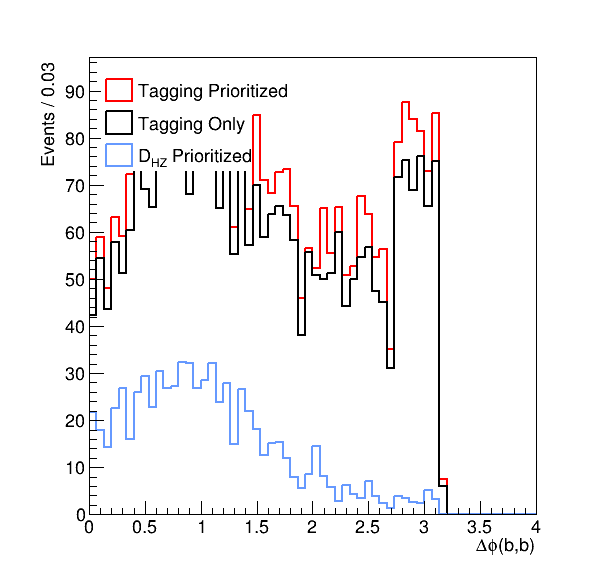 Events / 0.03
90
80
70
60
50
40
30
20
10
0
Tagging Prioritized
Tagging Only
D_HZ Prioritized
0 0.5 1 1.5 2 2.5 3 3.5 4
Δϕ(b,b)